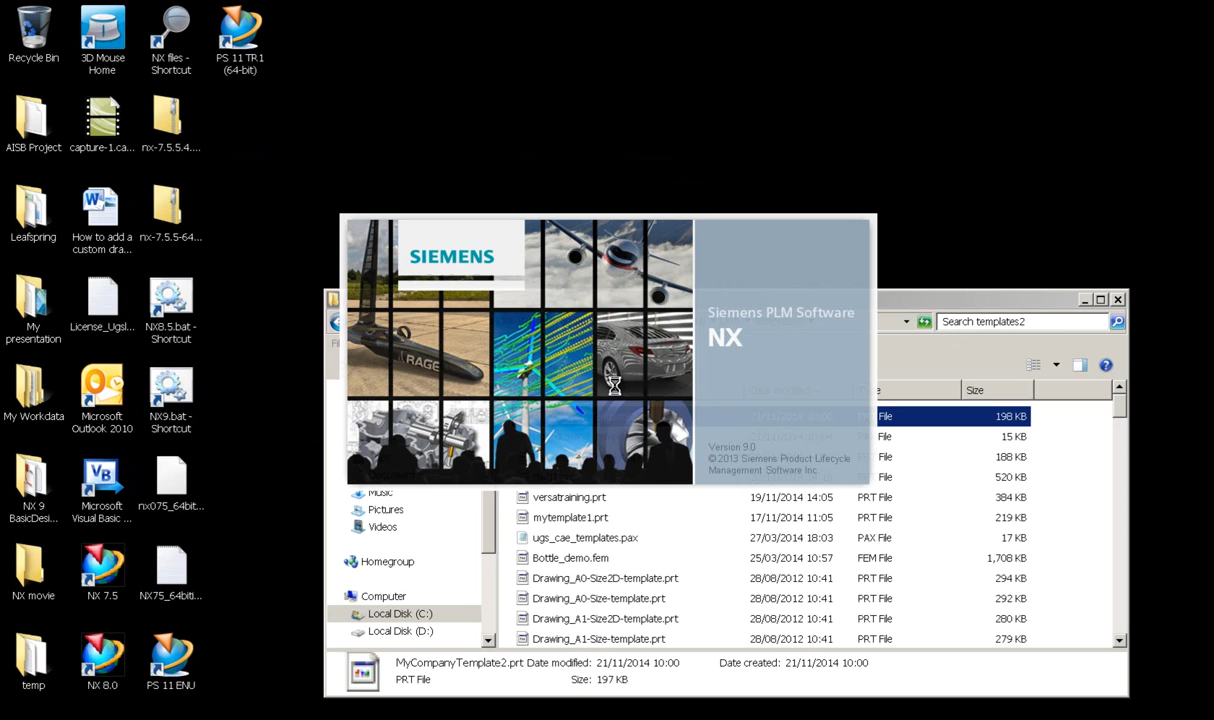 Recycle Bin
3D Mouse
Home
NX files -
Shortcut
PS 11 TR1
(64-bit)
AISB Project
capture-1.ca...
nx-7.5.5.4....
Leafspring
How to add a
custom dra...
nx-7.5.5-64...
My
presentation
License_Ugsl...
NX8.5.bat -
Shortcut
My Workdata
Microsoft
Outlook 2010
NX9.bat -
Shortcut
NX 9
BasicDesi...
Microsoft
Visual Basic ...
nx075_64bit...
NX movie
NX 7.5
NX75_64biti...
temp
NX 8.0
PS 11 ENU
SIEMENS
RAGE
Siemens PLM Software
NX
Version 9.0
©2013 Siemens Product Lifecycle
Management Software Inc
Search templates2
Size
File 198 KB
File 15 KB
File 188 KB
File 520 KB
versatraining.prt 19/11/2014 14:05 PRT File 384 KB
mytemplate1.prt 17/11/2014 11:05 PRT File 219 KB
ugs_cae_templates.pax 27/03/2014 18:03 PAX File 17 KB
Bottle_demo.fem 25/03/2014 10:57 FEM File 1,708 KB
Drawing_A0-Size2D-template.prt 28/08/2012 10:41 PRT File 294 KB
Drawing_A0-Size-template.prt 28/08/2012 10:41 PRT File 292 KB
Drawing_A1-Size2D-template.prt 28/08/2012 10:41 PRT File 280 KB
Drawing_A1-Size-template.prt 28/08/2012 10:41 PRT File 279 KB
Music
Pictures
Videos
Homegroup
Computer
Local Disk (C:)
Local Disk (D:)
MyCompanyTemplate2.prt Date modified: 21/11/2014 10:00 Date created: 21/11/2014 10:00
PRT File Size: 197 KB